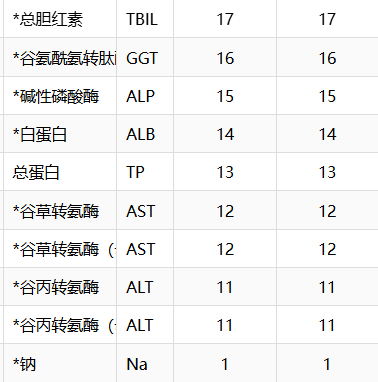 *总胆红素 TBIL 17 17
*谷氨酰氨转肽 GGT 16 16
*碱性磷酸酶 ALP 15 15
*白蛋白 ALB 14 14
总蛋白 TP 13 13
*谷草转氨酶 AST 12 12
*谷草转氨酶（ AST 12 12
*谷丙转氨酶 ALT 11 11
*谷丙转氨酶（ ALT 11 11
*钠 Na 1 1